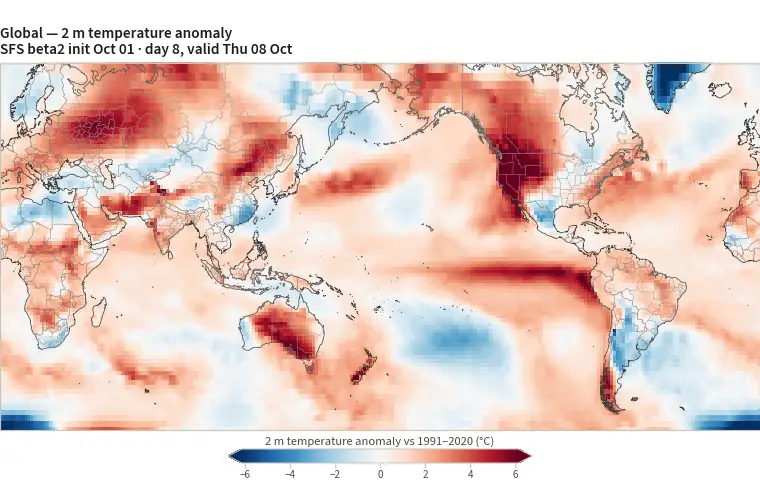 Global — 2 m temperature anomaly
SFS beta2 init Oct 01 · day 8, valid Thu 08 Oct
2 m temperature anomaly vs 1991–2020 (°C)
−6 −4 −2 0 2 4 6